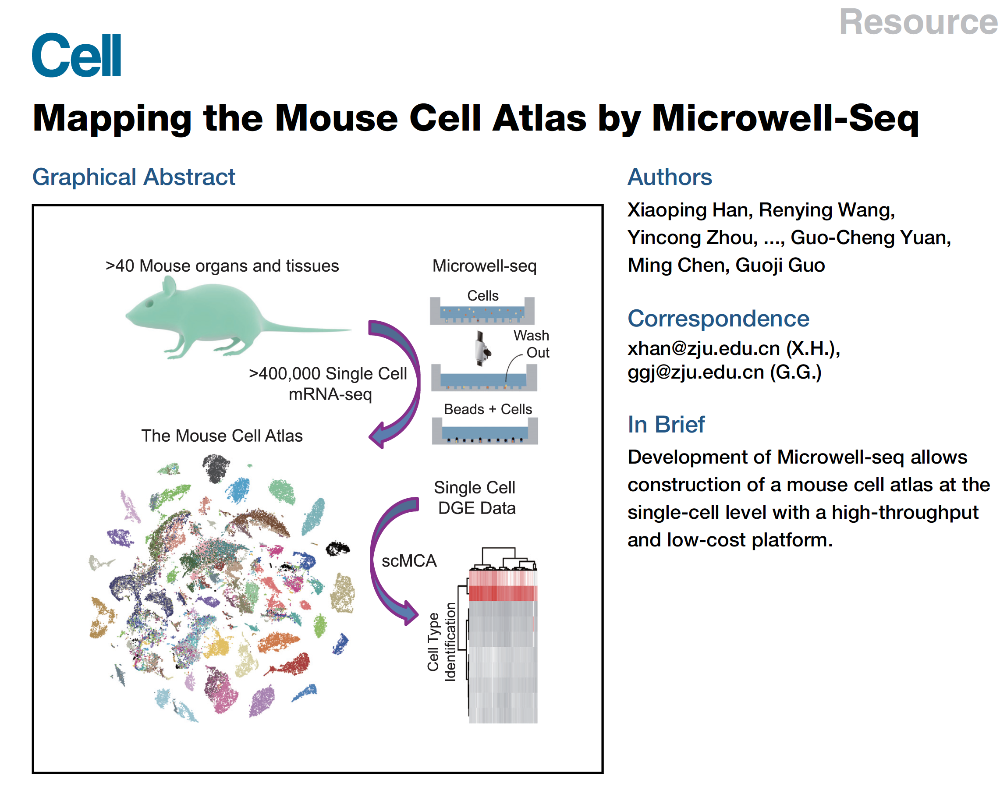 Resource
Cell
Mapping the Mouse Cell Atlas by Microwell-Seq
Graphical Abstract
>40 Mouse organs and tissues
Microwell-seq
Cells
Wash
Out
>400,000 Single Cell
mRNA-seq
Beads + Cells
The Mouse Cell Atlas
Single Cell
DGE Data
scMCA
Cell Type
Identification
Authors
Xiaoping Han, Renying Wang,
Yincong Zhou, ..., Guo-Cheng Yuan,
Ming Chen, Guoji Guo
Correspondence
xhan@zju.edu.cn (X.H.),
ggj@zju.edu.cn (G.G.)
In Brief
Development of Microwell-seq allows
construction of a mouse cell atlas at the
single-cell level with a high-throughput
and low-cost platform.